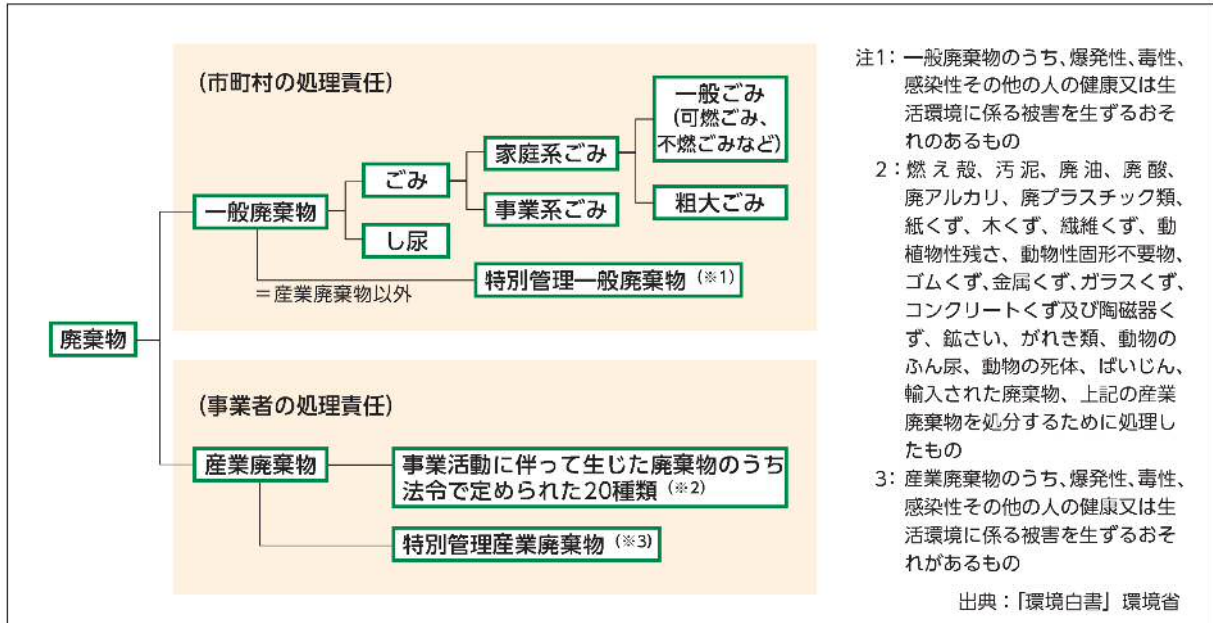 (市町村の処理責任)
一般ごみ
(可燃ごみ、
不燃ごみなど)
家庭系ごみ
ごみ
一般廃棄物
事業系ごみ
粗大ごみ
し尿
特別管理一般廃棄物 (※1)
=産業廃棄物以外
廃棄物
(事業者の処理責任)
産業廃棄物
事業活動に伴って生じた廃棄物のうち
法令で定められた20種類 (※2)
特別管理産業廃棄物 (※3)
注1:一般廃棄物のうち、爆発性、毒性、
感染性その他の人の健康又は生
活環境に係る被害を生ずるおそ
れのあるもの
2:燃え殻、汚泥、廃油、廃酸、
廃アルカリ、廃プラスチック類、
紙くず、木くず、繊維くず、動
植物性残さ、動物性固形不要物、
ゴムくず、金属くず、ガラスくず、
コンクリートくず及び陶磁器く
ず、鉱さい、がれき類、動物の
ふん尿、動物の死体、ばいじん、
輸入された廃棄物、上記の産業
廃棄物を処分するために処理し
たもの
3:産業廃棄物のうち、爆発性、毒性、
感染性その他の人の健康又は生
活環境に係る被害を生ずるおそ
れがあるもの
出典:「環境白書」環境省